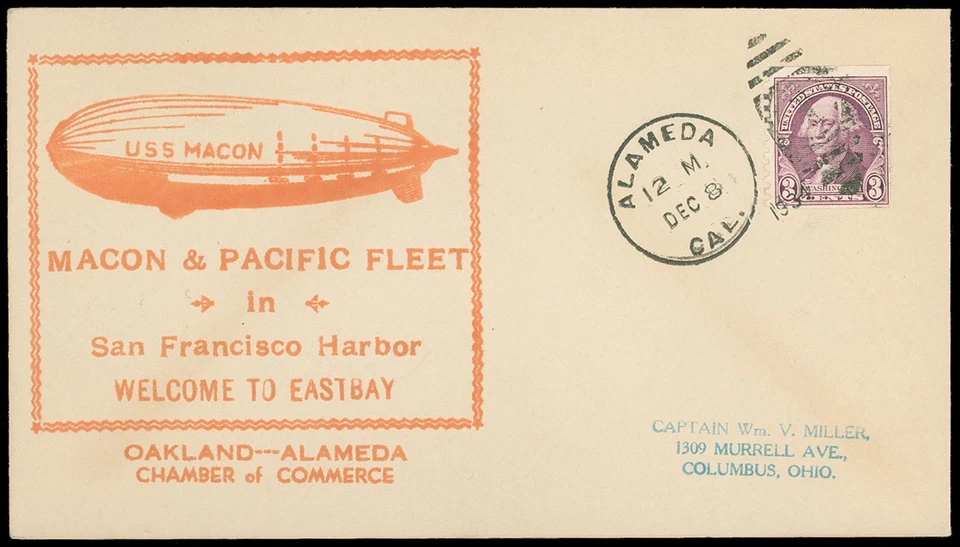 USS MACON
MACON & PACIFIC FLEET
in
San Francisco Harbor
WELCOME TO EASTBAY
OAKLAND---ALAMEDA
CHAMBER of COMMERCE
ALAMEDA
12 M.
DEC 8
CAL.
UNITED STATES POSTAGE
3 3
CENTS
CAPTAIN Wm. V. MILLER,
1309 MURRELL AVE.,
COLUMBUS, OHIO.